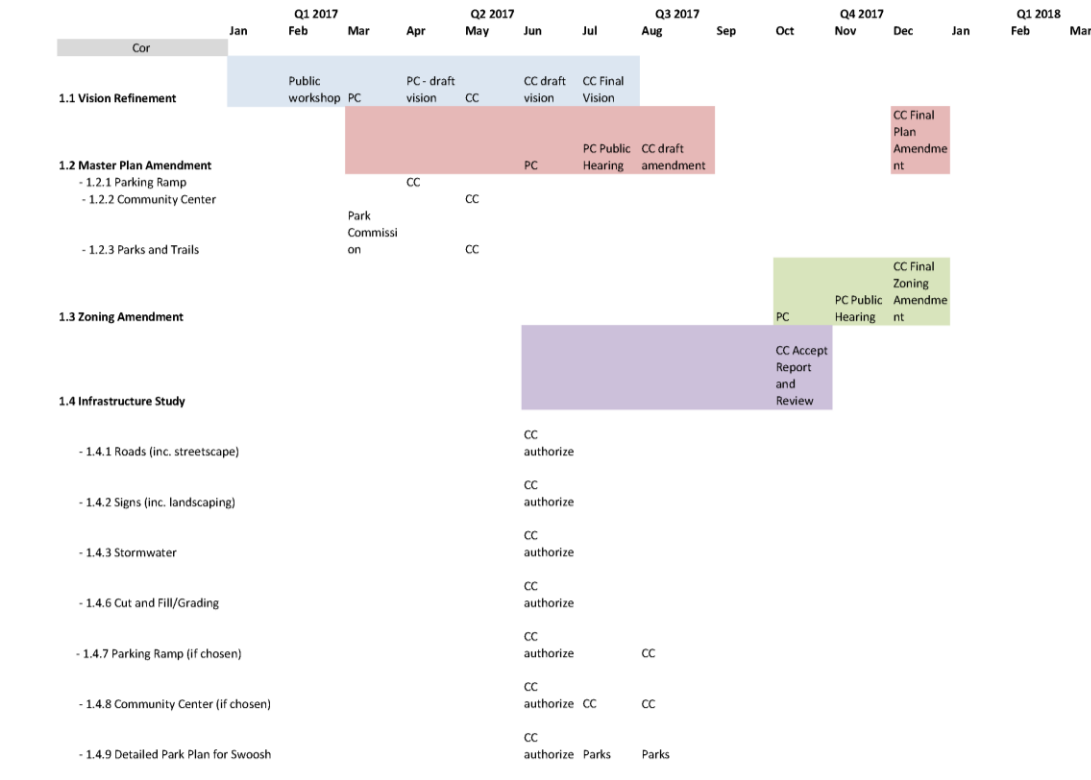 Q1 2017 Q2 2017 Q3 2017 Q4 2017 Q1 2018
Jan Feb Mar Apr May Jun Jul Aug Sep Oct Nov Dec Jan Feb Mar
Cor
Public PC - draft CC draft CC Final
1.1 Vision Refinement workshop PC vision CC vision Vision
CC Final
Plan
PC Public CC draft Amendme
1.2 Master Plan Amendment PC Hearing amendment nt
- 1.2.1 Parking Ramp CC
- 1.2.2 Community Center CC
Park
Commissi
- 1.2.3 Parks and Trails on CC
CC Final
Zoning
PC Public Amendme
1.3 Zoning Amendment PC Hearing nt
CC Accept
Report
and
1.4 Infrastructure Study Review
CC
- 1.4.1 Roads (inc. streetscape) authorize
CC
- 1.4.2 Signs (inc. landscaping) authorize
CC
- 1.4.3 Stormwater authorize
CC
- 1.4.6 Cut and Fill/Grading authorize
CC
- 1.4.7 Parking Ramp (if chosen) authorize CC
CC
- 1.4.8 Community Center (if chosen) authorize CC CC
CC
- 1.4.9 Detailed Park Plan for Swoosh authorize Parks Parks